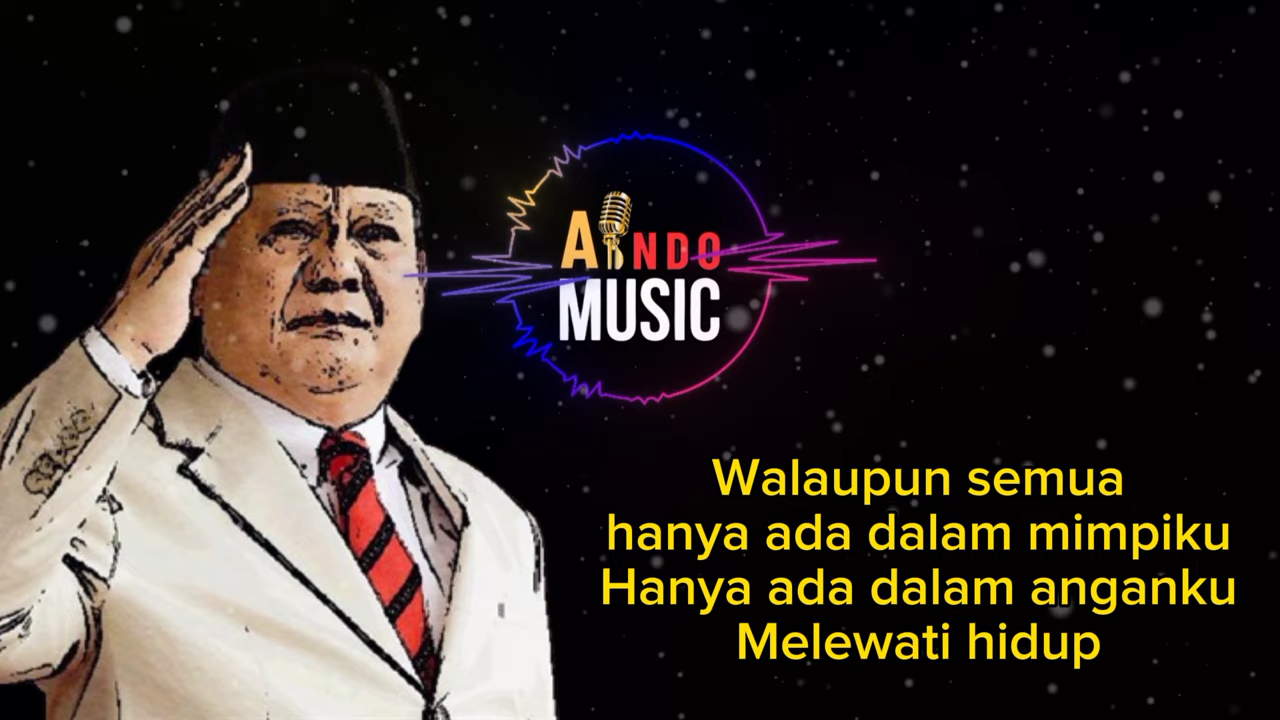 AINDO
MUSIC
Walaupun semua
hanya ada dalam mimpiku
Hanya ada dalam anganku
Melewati hidup